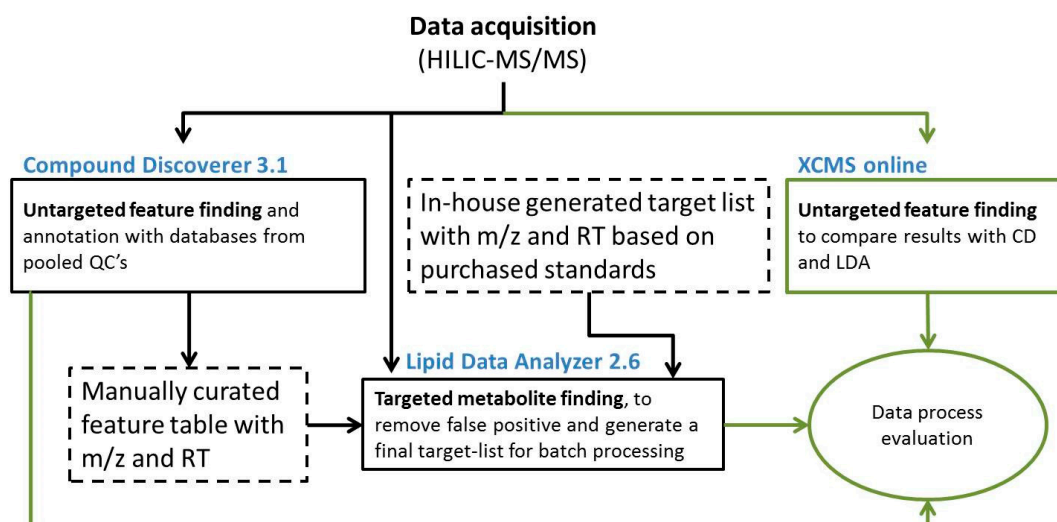 Data acquisition
(HILIC-MS/MS)
Compound Discoverer 3.1
Untargeted feature finding and
annotation with databases from
pooled QC's
In-house generated target list
with m/z and RT based on
purchased standards
XCMS online
Untargeted feature finding
to compare results with CD
and LDA
Manually curated
feature table with
m/z and RT
Lipid Data Analyzer 2.6
Targeted metabolite finding, to
remove false positive and generate a
final target-list for batch processing
Data process
evaluation